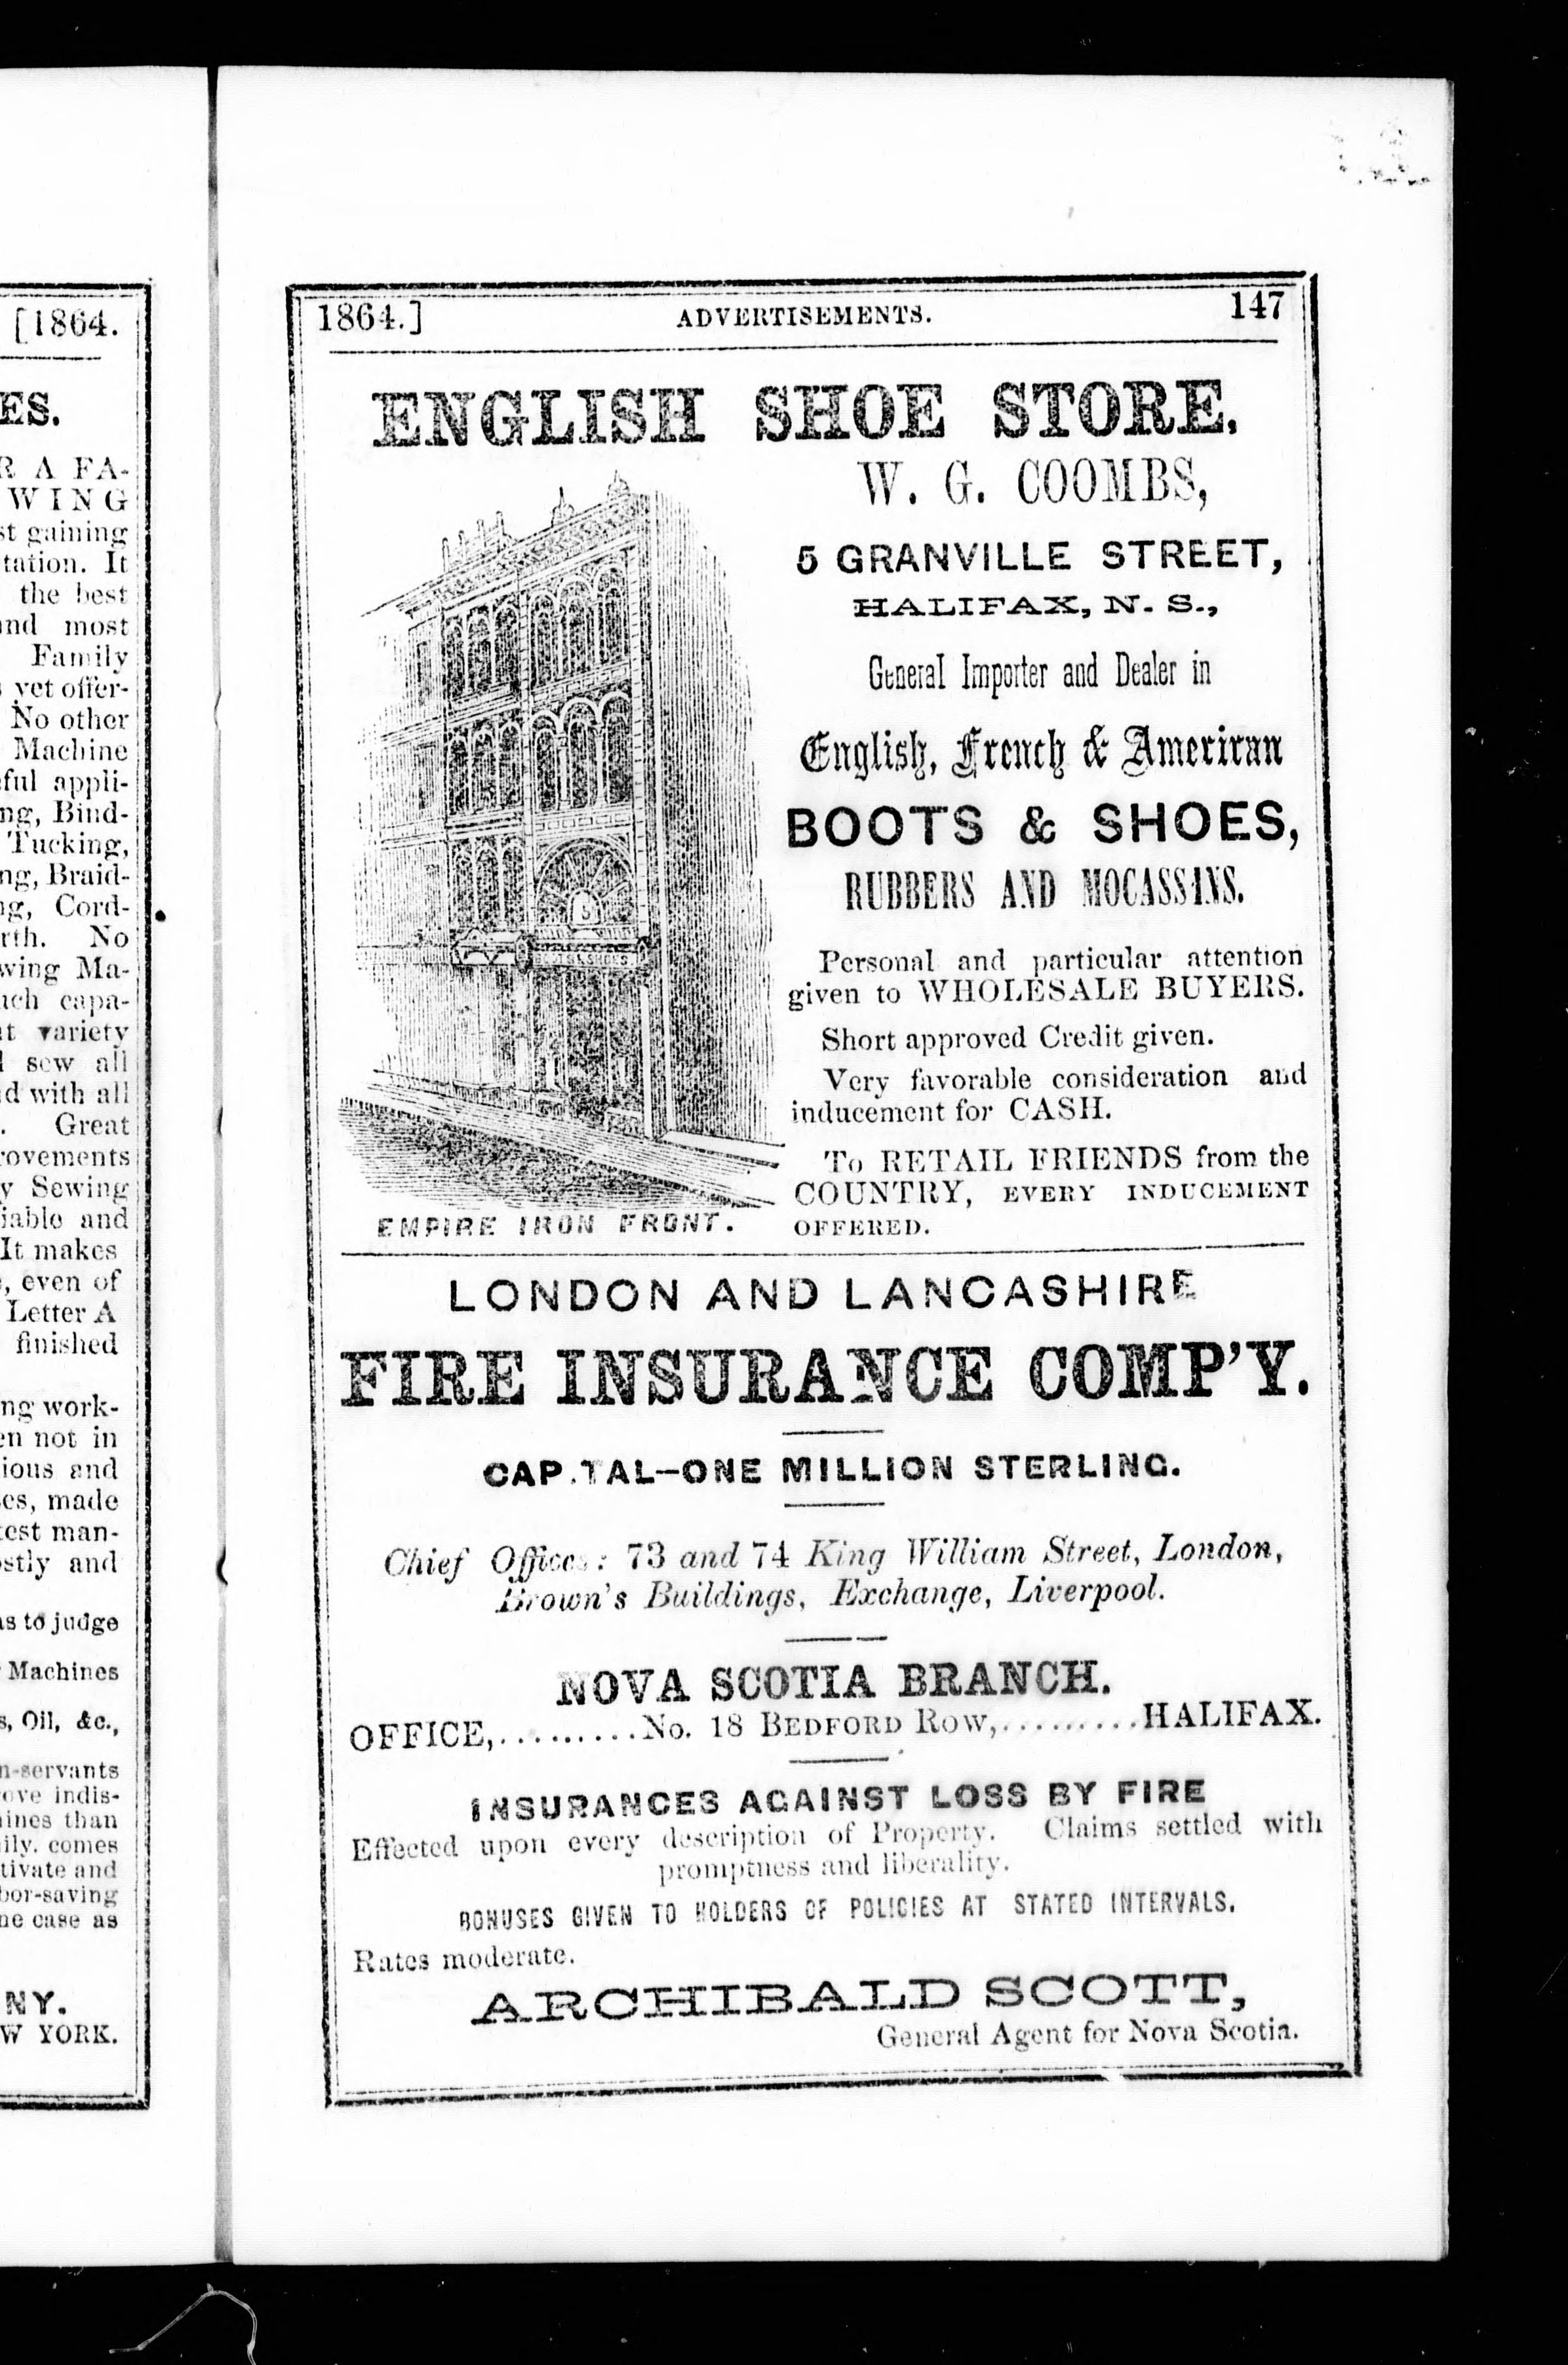 [1864.
ES.
R A FA-
WING
st gaining
tation. It
the best
and most
Family
s yet offer-
No other
Machine
ful appli-
ng, Bind-
Tucking,
ng, Braid-
ng, Cord-
rth. No
wing Ma-
uch capa-
at variety
d sew all
d with all
. Great
rovements
y Sewing
iable and
It makes
e, even of
Letter A
finished
ng work-
en not in
ious and
es, made
test man-
ostly and
as to judge
Machines
s, Oil, &c.,
n-servants
ove indis-
ines than
ily. comes
tivate and
bor-saving
ne case as
NY.
W YORK.
1864.] ADVERTISEMENTS. 147
ENGLISH SHOE STORE.
W. G. COOMBS,
5 GRANVILLE STREET,
HALIFAX, N. S.,
General Importer and Dealer in
English, French & American
BOOTS & SHOES,
RUBBERS AND MOCASSINS.
Personal and particular attention
given to WHOLESALE BUYERS.
Short approved Credit given.
Very favorable consideration and
inducement for CASH.
To RETAIL FRIENDS from the
COUNTRY, EVERY INDUCEMENT
OFFERED.
5
EMPIRE IRON FRONT.
LONDON AND LANCASHIRE
FIRE INSURANCE COMP'Y.
CAPITAL—ONE MILLION STERLING.
Chief Offices: 73 and 74 King William Street, London,
Brown's Buildings, Exchange, Liverpool.
NOVA SCOTIA BRANCH.
OFFICE,..........No. 18 BEDFORD ROW,..........HALIFAX.
INSURANCES AGAINST LOSS BY FIRE
Effected upon every description of Property. Claims settled with
promptness and liberality.
BONUSES GIVEN TO HOLDERS OF POLICIES AT STATED INTERVALS.
Rates moderate.
ARCHIBALD SCOTT,
General Agent for Nova Scotia.